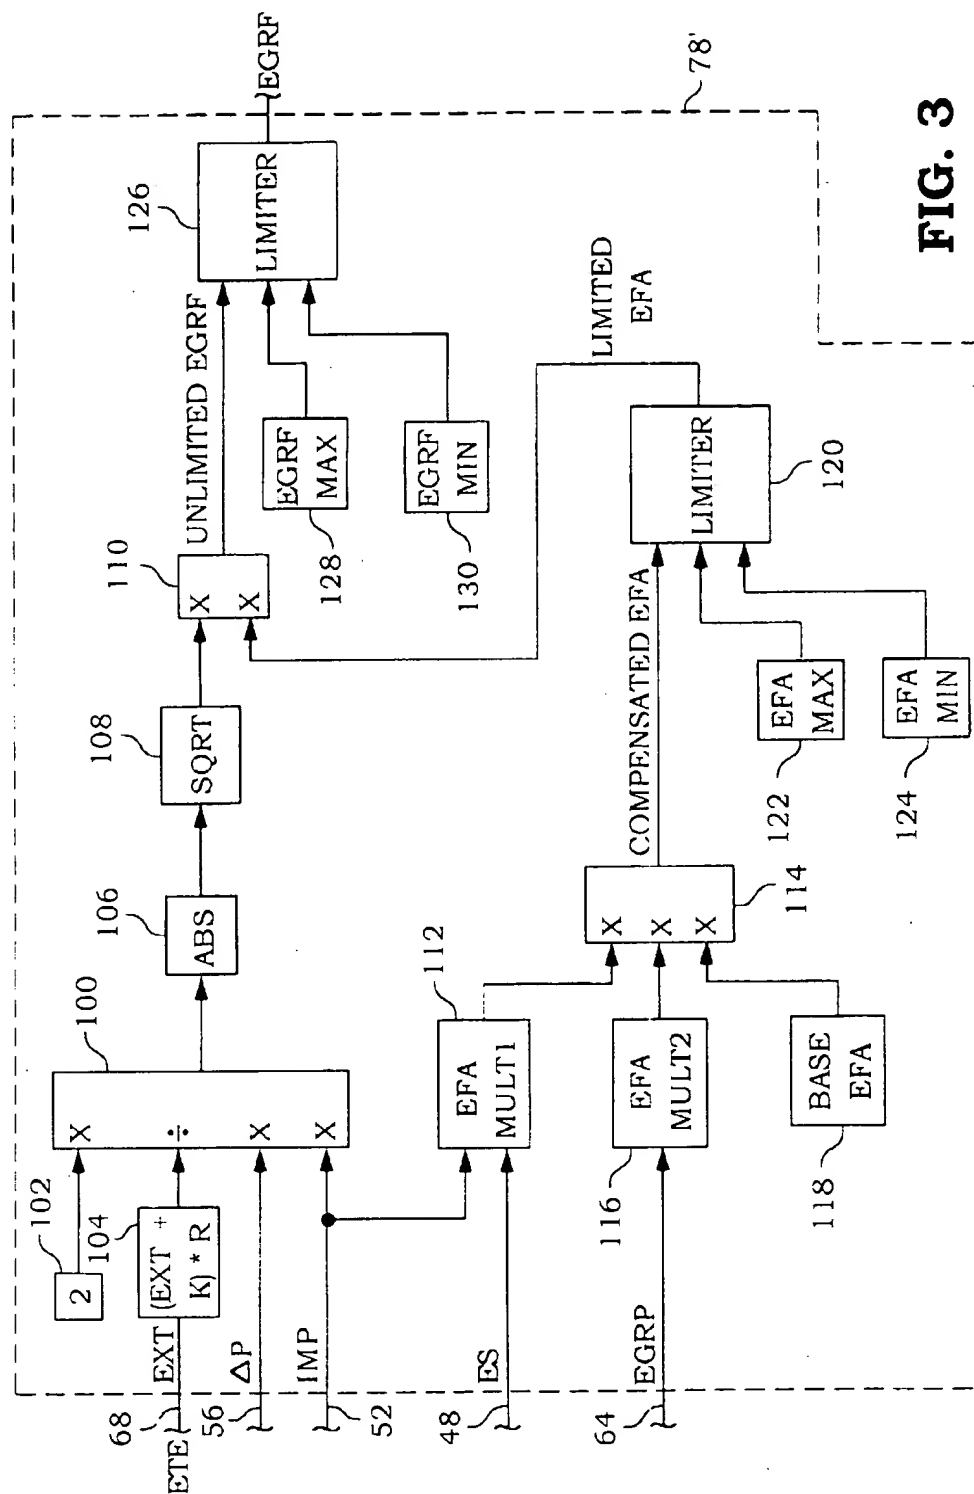 ETE
68
EXT
56
ΔP
52
IMP
48
ES
64
EGRP
102
2
104
(EXT +
K) * R
100
X
÷
X
X
106
ABS
108
SQRT
110
X
X
UNLIMITED EGRF
126
LIMITER
EGRF
128
EGRF
MAX
130
EGRF
MIN
112
EFA
MULT1
116
EFA
MULT2
118
BASE
EFA
114
X
X
X
COMPENSATED EFA
122
EFA
MAX
124
EFA
MIN
120
LIMITER
LIMITED
EFA
78'
FIG. 3